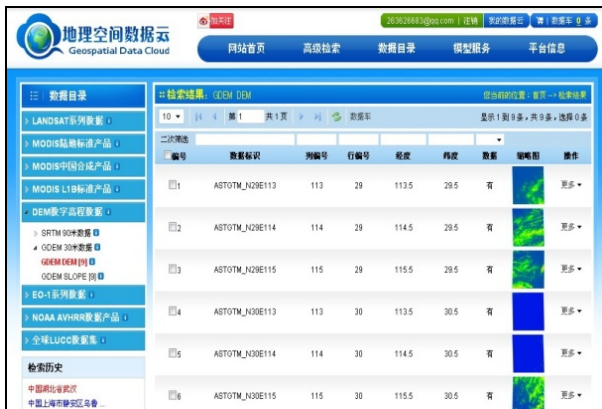 地理空间数据云
Geospatial Data Cloud
加关注
263626683@qq.com | 注销 | 我的数据云 | 数据车 0 条
网站首页 高级检索 数据目录 模型服务 平台信息
数据目录
LANDSAT系列数据
MODIS陆地标准产品
MODIS中国合成产品
MODIS L1B标准产品
DEM数字高程数据
SRTM 90米数据
GDEM 30米数据
GDEM DEM [9]
GDEM SLOPE [9]
EO-1系列数据
NOAA AVHRR数据产品
全球LUCC数据集
检索历史
中国湖北省武汉
中国上海市静安区乌鲁 ...
检索结果: GDEM DEM
您当前的位置：首页 --> 检索结果
10 第 1 共 1 页 数据车 显示 1 到 9 条，共 9 条，选择 0 条
二次筛选
编号 数据标识 列编号 行编号 经度 纬度 数据 缩略图 操作
1 ASTGTM_N29E113 113 29 113.5 29.5 有 更多
2 ASTGTM_N29E114 114 29 114.5 29.5 有 更多
3 ASTGTM_N29E115 115 29 115.5 29.5 有 更多
4 ASTGTM_N30E113 113 30 113.5 30.5 有 更多
5 ASTGTM_N30E114 114 30 114.5 30.5 有 更多
6 ASTGTM_N30E115 115 30 115.5 30.5 有 更多